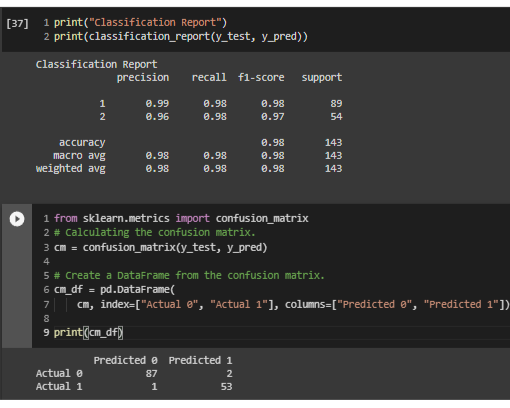 [37] 1 print("Classification Report")
2 print(classification_report(y_test, y_pred))
Classification Report
precision recall f1-score support
1 0.99 0.98 0.98 89
2 0.96 0.98 0.97 54
accuracy 0.98 143
macro avg 0.98 0.98 0.98 143
weighted avg 0.98 0.98 0.98 143
1 from sklearn.metrics import confusion_matrix
2 # Calculating the confusion matrix.
3 cm = confusion_matrix(y_test, y_pred)
4
5 # Create a DataFrame from the confusion matrix.
6 cm_df = pd.DataFrame(
7 cm, index=["Actual 0", "Actual 1"], columns=["Predicted 0", "Predicted 1"])
8
9 print(cm_df)
Predicted 0 Predicted 1
Actual 0 87 2
Actual 1 1 53